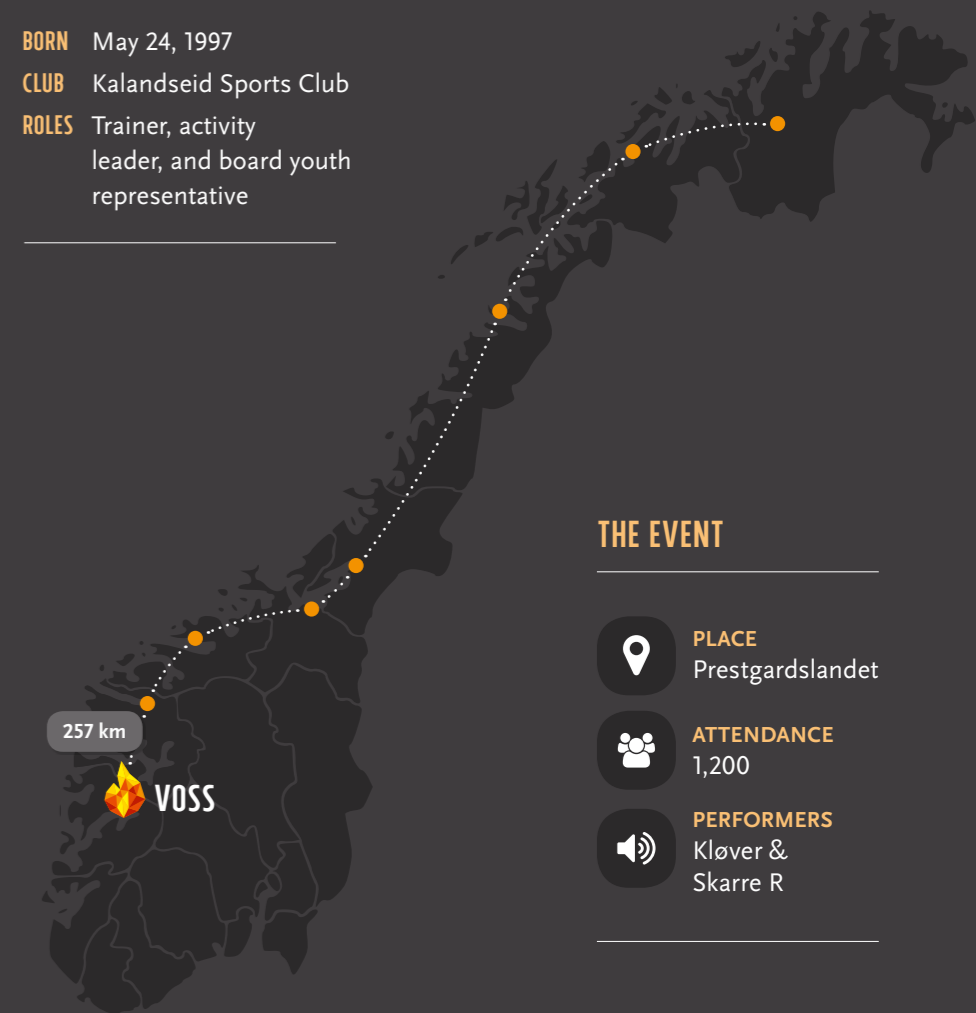 BORN May 24, 1997
CLUB Kalandseid Sports Club
ROLES Trainer, activity
leader, and board youth
representative
257 km
VOSS
THE EVENT
PLACE
Prestgardslandet
ATTENDANCE
1,200
PERFORMERS
Kløver &
Skarre R